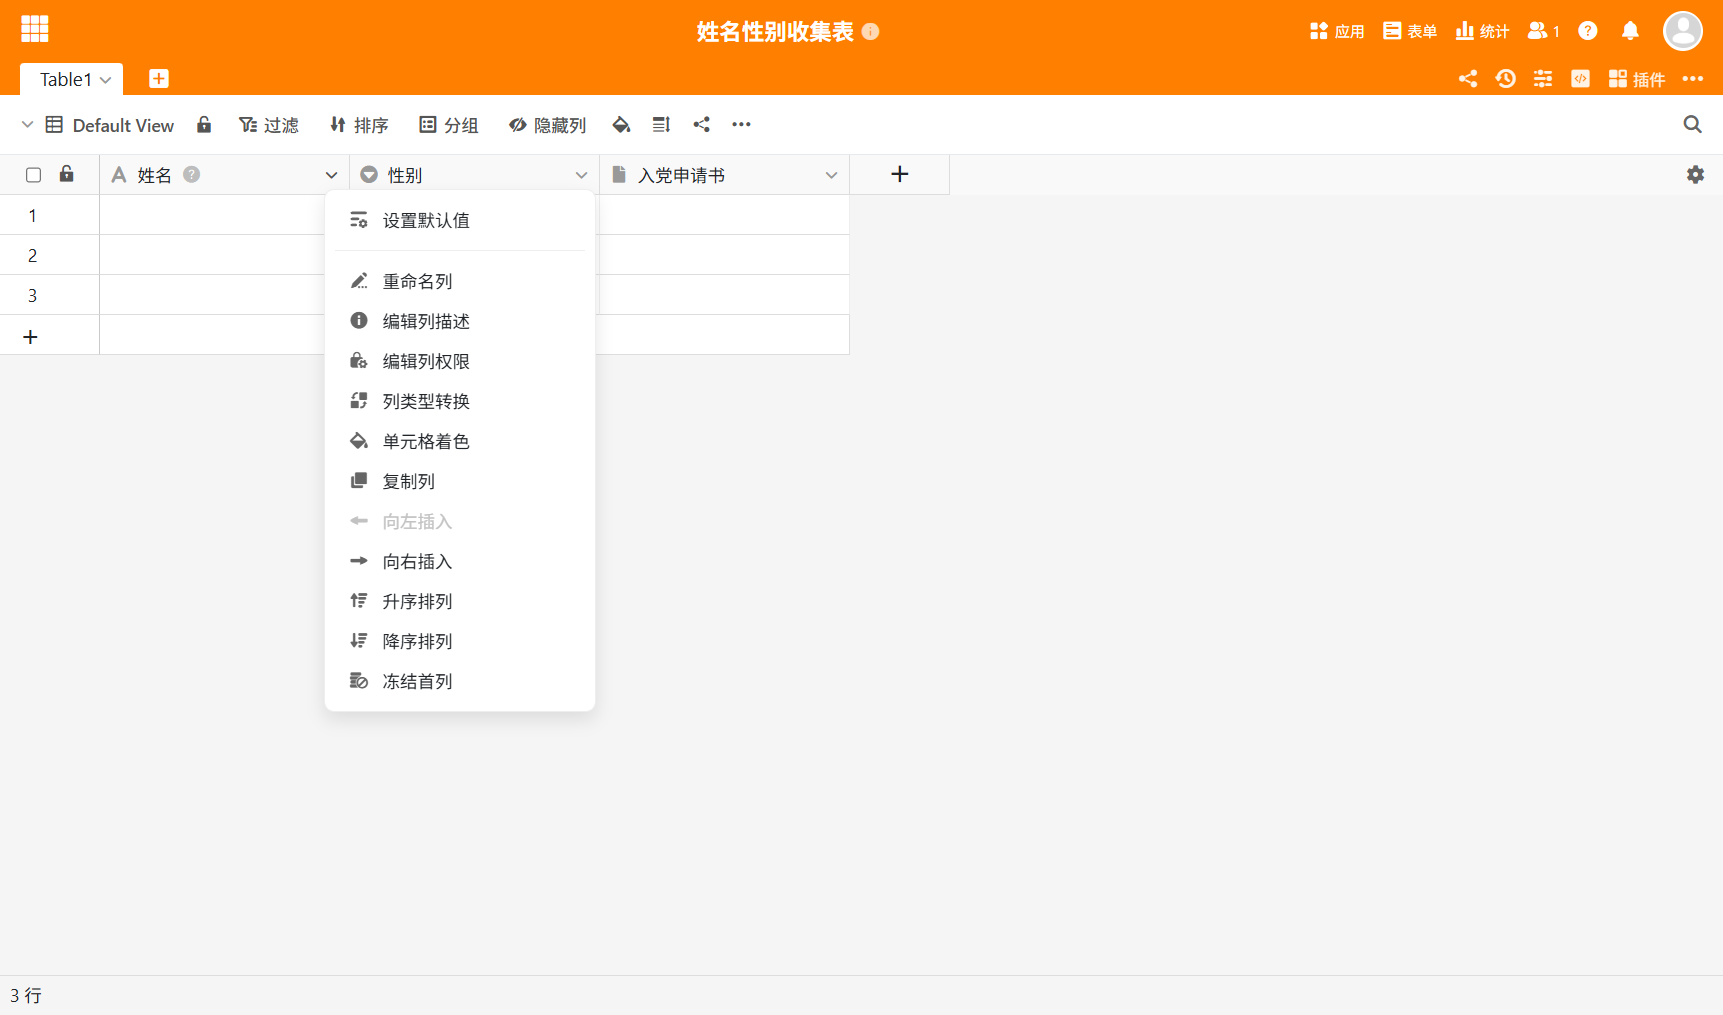 姓名性别收集表
应用 表单 统计 1
Table1
插件
Default View 过滤 排序 分组 隐藏列
姓名 性别 入党申请书
1
2
3
设置默认值
重命名列
编辑列描述
编辑列权限
列类型转换
单元格着色
复制列
向左插入
向右插入
升序排列
降序排列
冻结首列
3 行